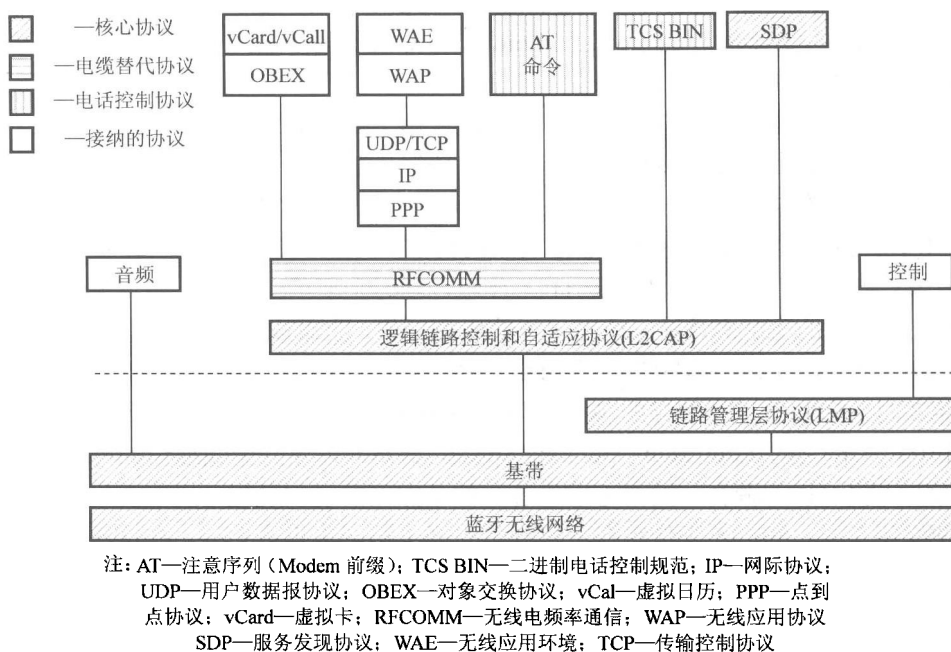 —核心协议
—电缆替代协议
—电话控制协议
—接纳的协议
vCard/vCall
OBEX
WAE
WAP
UDP/TCP
IP
PPP
AT
命令
TCS BIN
SDP
音频
RFCOMM
控制
逻辑链路控制和自适应协议(L2CAP)
链路管理层协议(LMP)
基带
蓝牙无线网络
注：AT—注意序列（Modem 前缀）；TCS BIN—二进制电话控制规范；IP—网际协议；
UDP—用户数据报协议；OBEX—对象交换协议；vCal—虚拟日历；PPP—点到
点协议；vCard—虚拟卡；RFCOMM—无线电频率通信；WAP—无线应用协议
SDP—服务发现协议；WAE—无线应用环境；TCP—传输控制协议